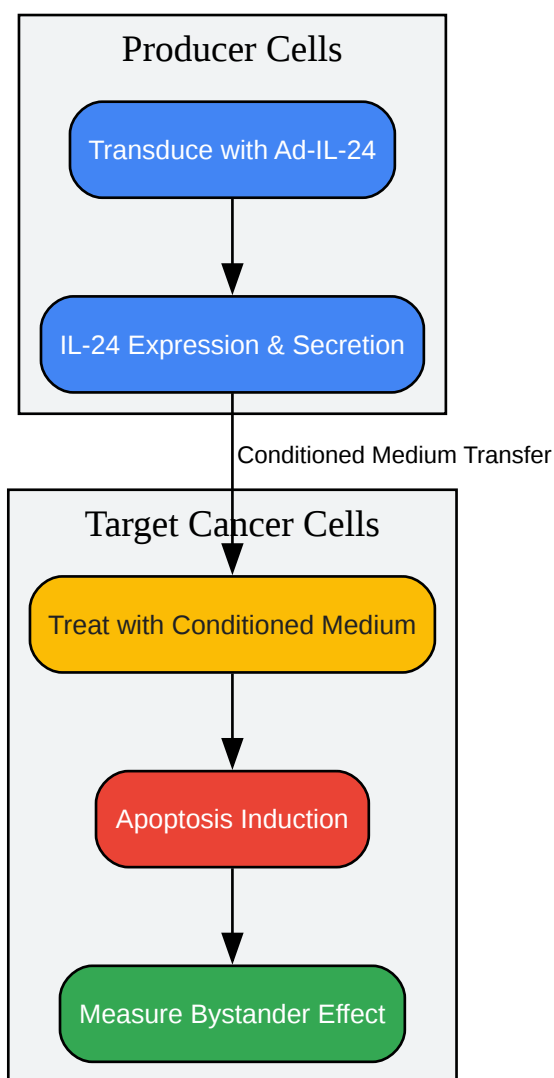 Producer Cells
Transduce with Ad-IL-24
IL-24 Expression & Secretion
Conditioned Medium Transfer
Target Cancer Cells
Treat with Conditioned Medium
Apoptosis Induction
Measure Bystander Effect